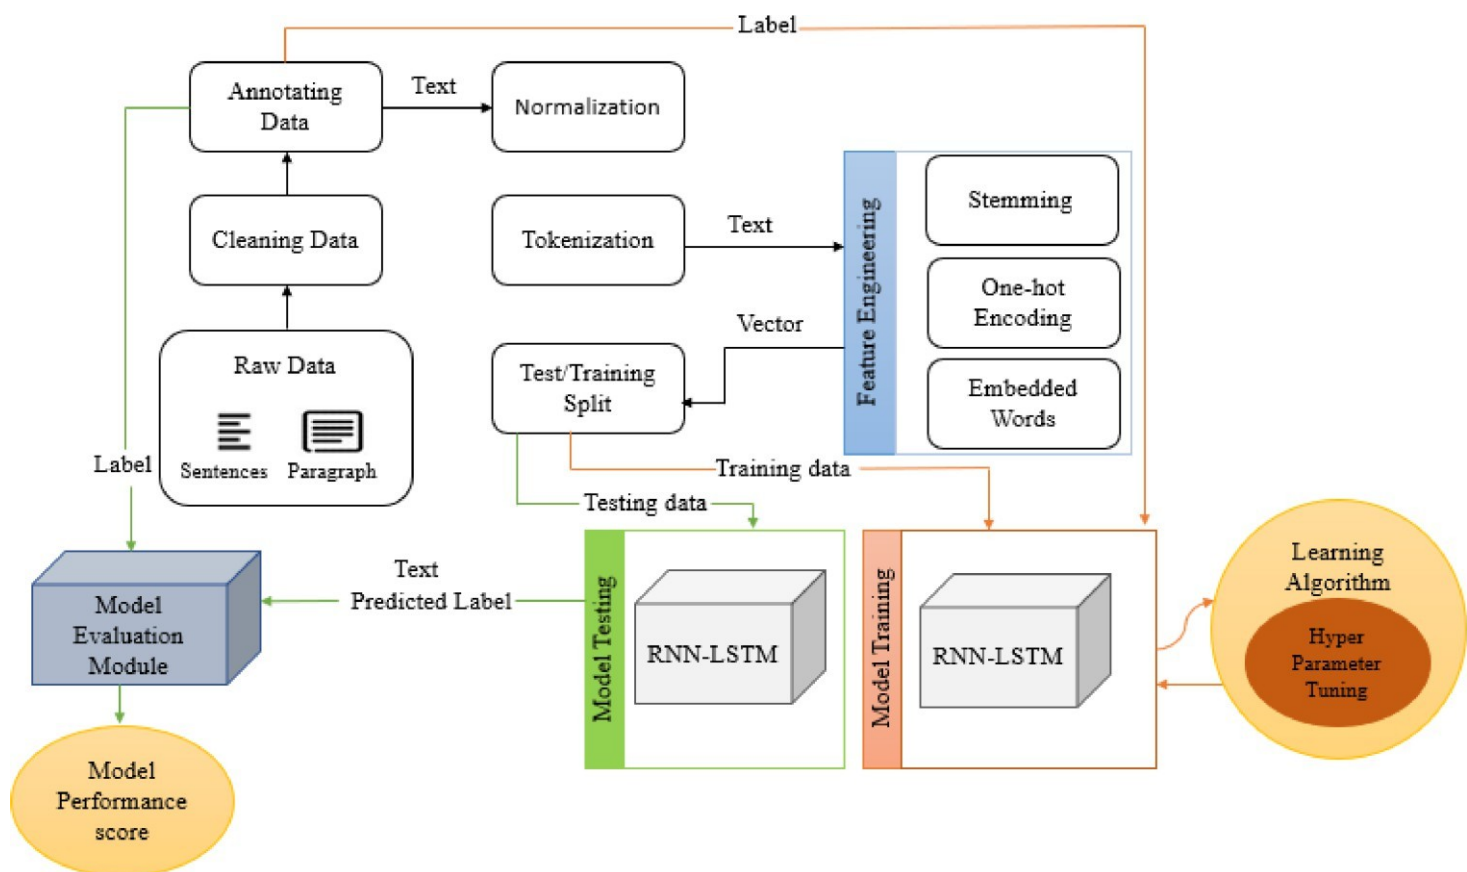 Label
Annotating
Data
Text
Normalization
Cleaning Data
Tokenization
Text
Feature Engineering
Stemming
One-hot
Encoding
Embedded
Words
Vector
Raw Data
Sentences
Paragraph
Test/Training
Split
Label
Training data
Testing data
Model
Evaluation
Module
Text
Predicted Label
Model Testing
RNN-LSTM
Model Training
RNN-LSTM
Learning
Algorithm
Hyper
Parameter
Tuning
Model
Performance
score